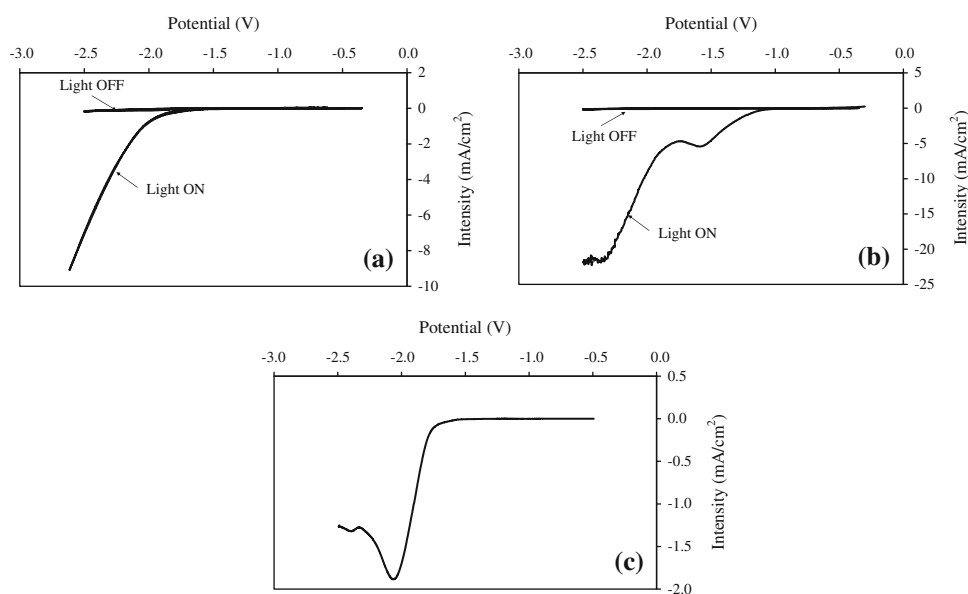 Potential (V)
-3.0 -2.5 -2.0 -1.5 -1.0 -0.5 0.0
2
0
-2
-4
-6
-8
-10
Intensity (mA/cm²)
Light OFF
Light ON
(a)
Potential (V)
-3.0 -2.5 -2.0 -1.5 -1.0 -0.5 0.0
5
0
-5
-10
-15
-20
-25
Intensity (mA/cm²)
Light OFF
Light ON
(b)
Potential (V)
-3.0 -2.5 -2.0 -1.5 -1.0 -0.5 0.0
0.5
0.0
-0.5
-1.0
-1.5
-2.0
Intensity (mA/cm²)
(c)